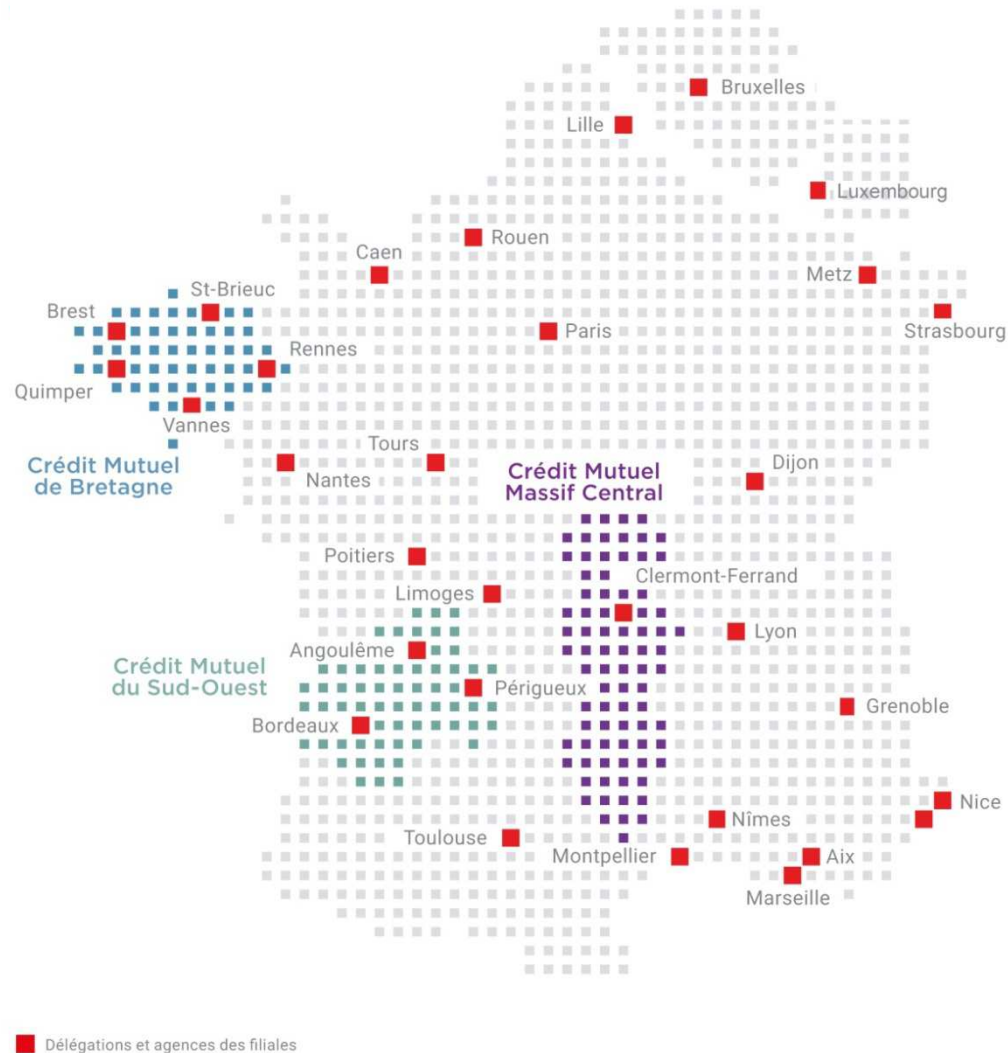 Bruxelles
Lille
Luxembourg
Rouen
Caen
Metz
St-Brieuc
Brest
Strasbourg
Paris
Rennes
Quimper
Vannes
Tours
Crédit Mutuel
de Bretagne
Nantes
Crédit Mutuel
Massif Central
Dijon
Poitiers
Clermont-Ferrand
Limoges
Lyon
Angoulême
Crédit Mutuel
du Sud-Ouest
Périgueux
Grenoble
Bordeaux
Nice
Nîmes
Toulouse
Montpellier
Aix
Marseille
Délégations et agences des filiales